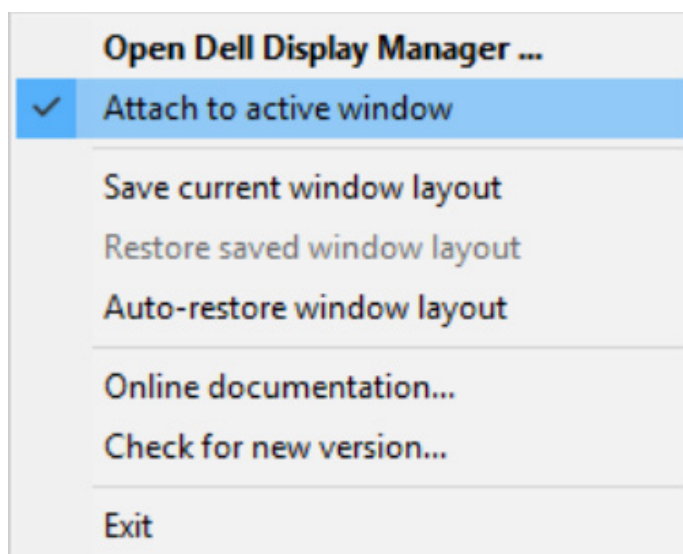 Open Dell Display Manager ...
Attach to active window
Save current window layout
Restore saved window layout
Auto-restore window layout
Online documentation...
Check for new version...
Exit